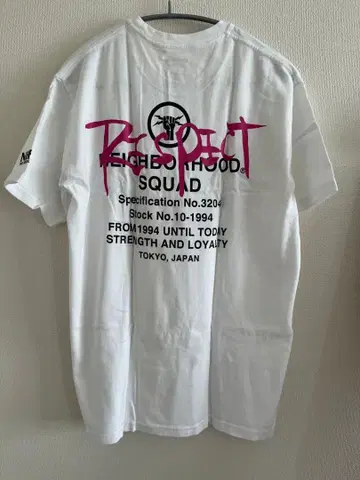 RESPECT
NEIGHBORHOOD®
SQUAD
Specification No.3204
Stock No.10-1994
FROM 1994 UNTIL TODAY
STRENGTH AND LOYALTY
TOKYO, JAPAN